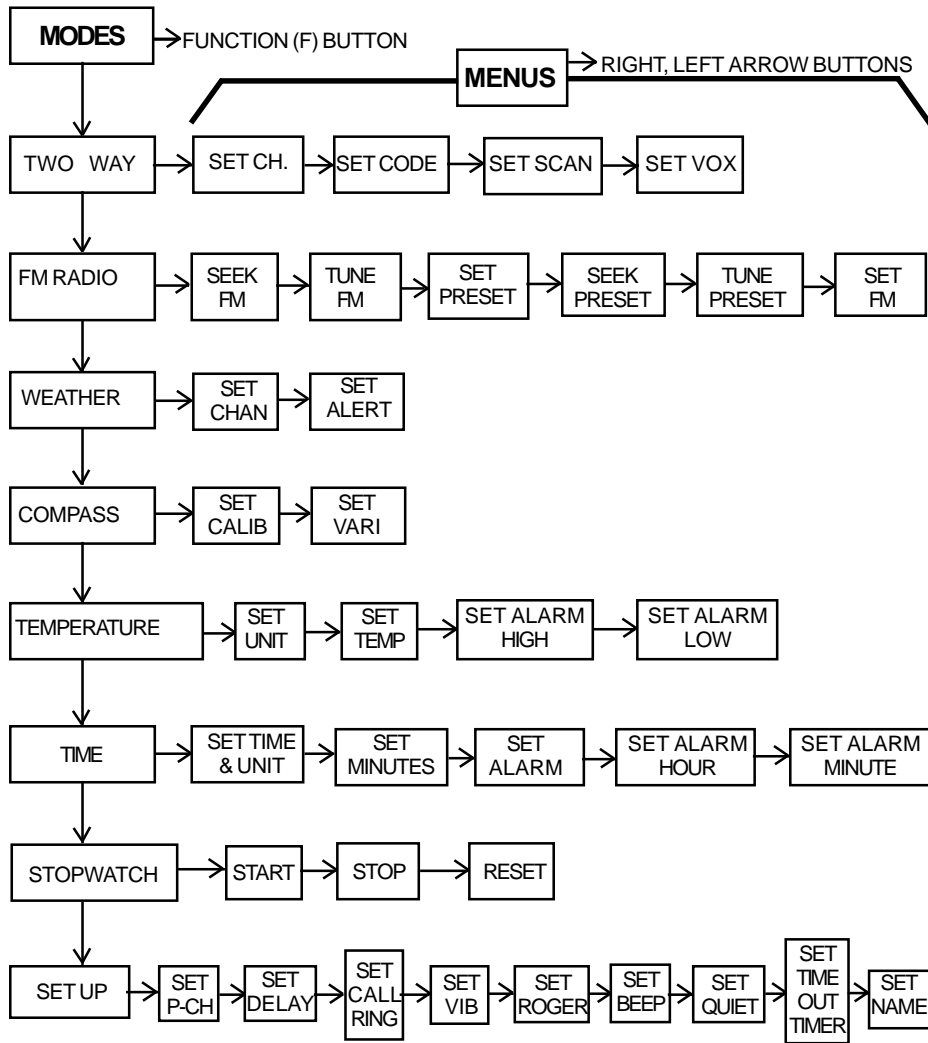 MODES
FUNCTION (F) BUTTON
MENUS
RIGHT, LEFT ARROW BUTTONS
TWO WAY
SET CH.
SET CODE
SET SCAN
SET VOX
FM RADIO
SEEK
FM
TUNE
FM
SET
PRESET
SEEK
PRESET
TUNE
PRESET
SET
FM
WEATHER
SET
CHAN
SET
ALERT
COMPASS
SET
CALIB
SET
VARI
TEMPERATURE
SET
UNIT
SET
TEMP
SET ALARM
HIGH
SET ALARM
LOW
TIME
SET TIME
& UNIT
SET
MINUTES
SET
ALARM
SET ALARM
HOUR
SET ALARM
MINUTE
STOPWATCH
START
STOP
RESET
SET UP
SET
P-CH
SET
DELAY
SET
CALL
RING
SET
VIB
SET
ROGER
SET
BEEP
SET
QUIET
SET
TIME
OUT
TIMER
SET
NAME